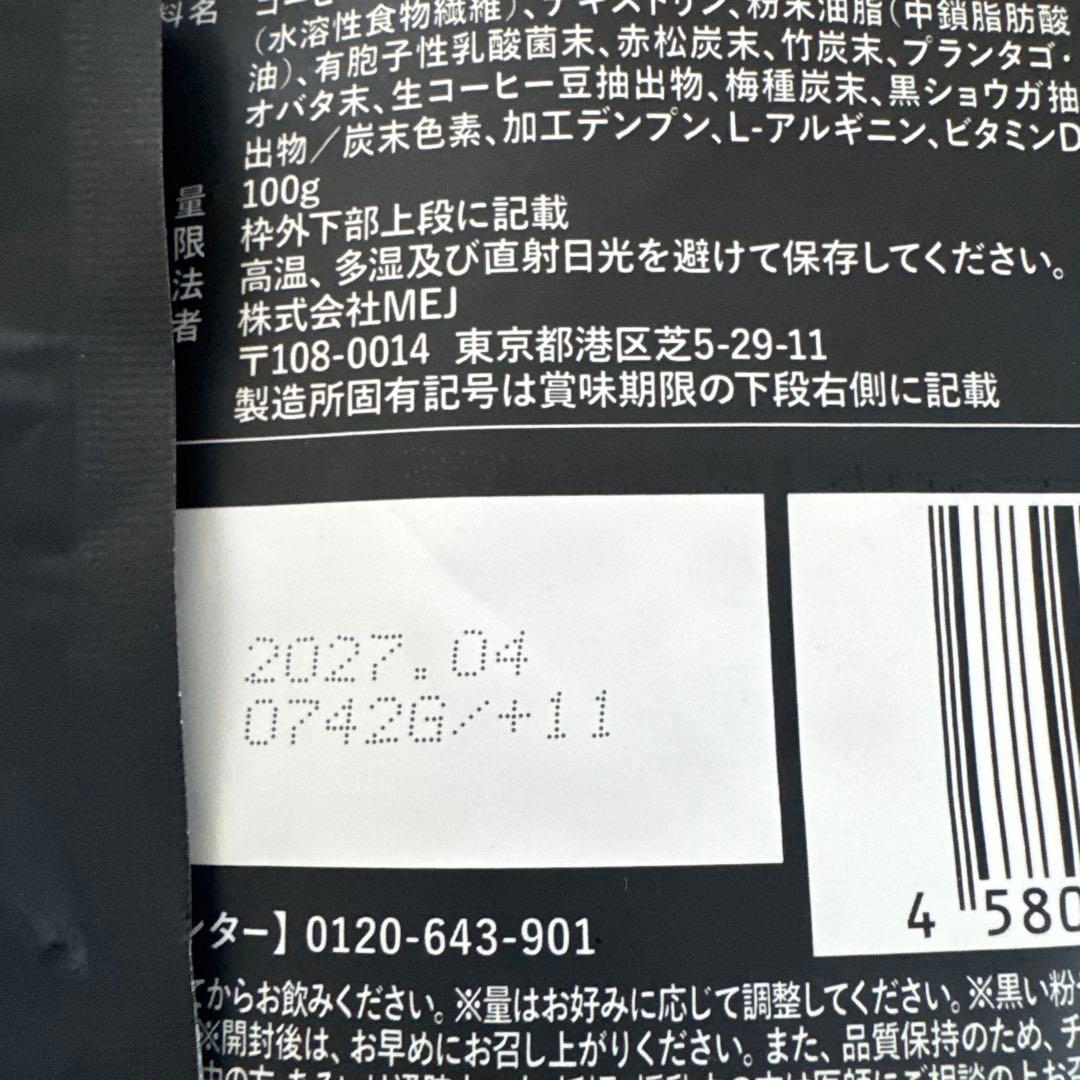 料名
(水溶性食物繊維)、デキストリン、粉末油脂(中鎖脂肪酸
油)、有胞子性乳酸菌末、赤松炭末、竹炭末、プランタゴ・
オバタ末、生コーヒー豆抽出物、梅種炭末、黒ショウガ抽
出物／炭末色素、加工デンプン、L-アルギニン、ビタミンD
量 100g
限 枠外下部上段に記載
法 高温、多湿及び直射日光を避けて保存してください。
者 株式会社MEJ
〒108-0014 東京都港区芝5-29-11
製造所固有記号は賞味期限の下段右側に記載
2027.04
0742G/+11
4 580
ンター】0120-643-901
てからお飲みください。※量はお好みに応じて調整してください。※黒い粉
※開封後は、お早めにお召し上がりください。また、品質保持のため、チ